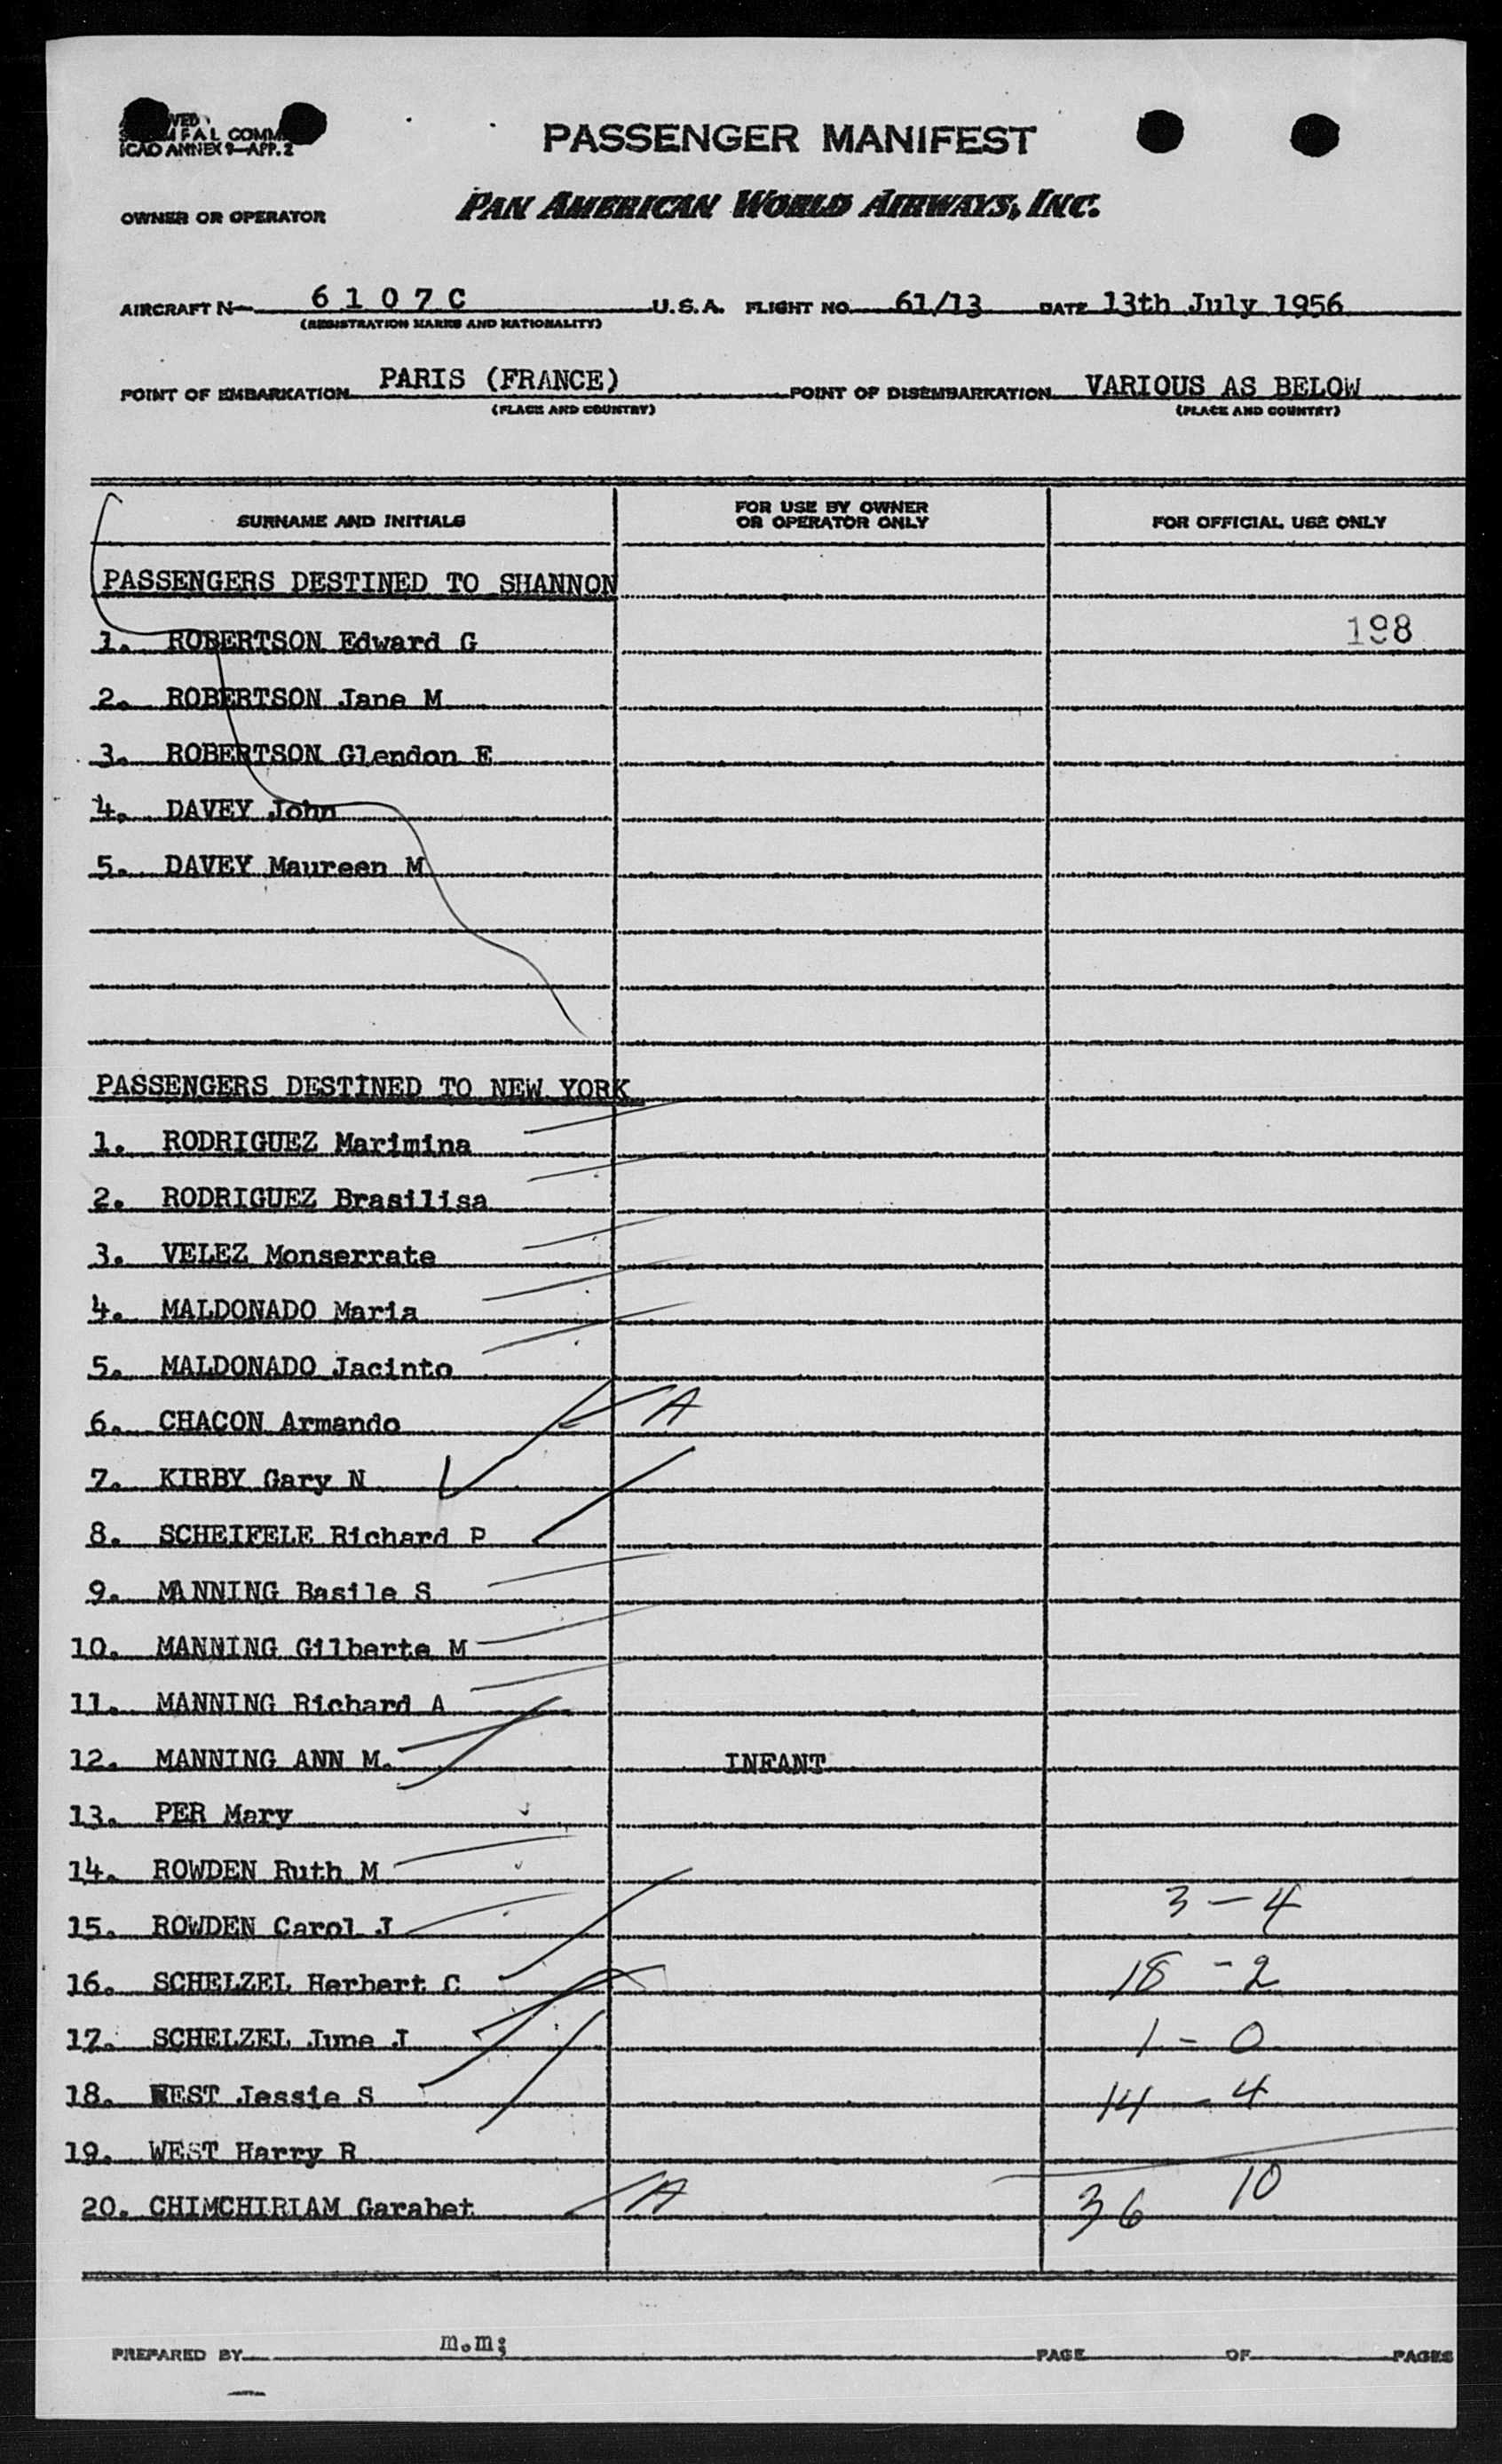 ICAO ANNEX 9—APP. 2
PASSENGER MANIFEST
OWNER OR OPERATOR PAN AMERICAN WORLD AIRWAYS, INC.
AIRCRAFT N— 6107C U.S.A. FLIGHT NO. 61/13 DATE 13th July 1956
(REGISTRATION MARKS AND NATIONALITY)
POINT OF EMBARKATION PARIS (FRANCE) POINT OF DISEMBARKATION VARIOUS AS BELOW
(PLACE AND COUNTRY) (PLACE AND COUNTRY)
SURNAME AND INITIALS FOR USE BY OWNER OR OPERATOR ONLY FOR OFFICIAL USE ONLY
PASSENGERS DESTINED TO SHANNON
1. ROBERTSON Edward G 198
2. ROBERTSON Jane M
3. ROBERTSON Glendon E
4. DAVEY John
5. DAVEY Maureen M
PASSENGERS DESTINED TO NEW YORK
1. RODRIGUEZ Marimina
2. RODRIGUEZ Brasilisa
3. VELEZ Monserrate
4. MALDONADO Maria
5. MALDONADO Jacinto
6. CHACON Armando A
7. KIRBY Gary N
8. SCHEIFELE Richard P
9. MANNING Basile S
10. MANNING Gilberte M
11. MANNING Richard A
12. MANNING ANN M. INFANT
13. PER Mary
14. ROWDEN Ruth M
15. ROWDEN Carol J 3 - 4
16. SCHELZEL Herbert C 18 - 2
17. SCHELZEL June J 1 - 0
18. WEST Jessie S 14 - 4
19. WEST Harry R
20. CHIMCHIRIAM Garabet A 36 10
PREPARED BY m.m; PAGE OF PAGES